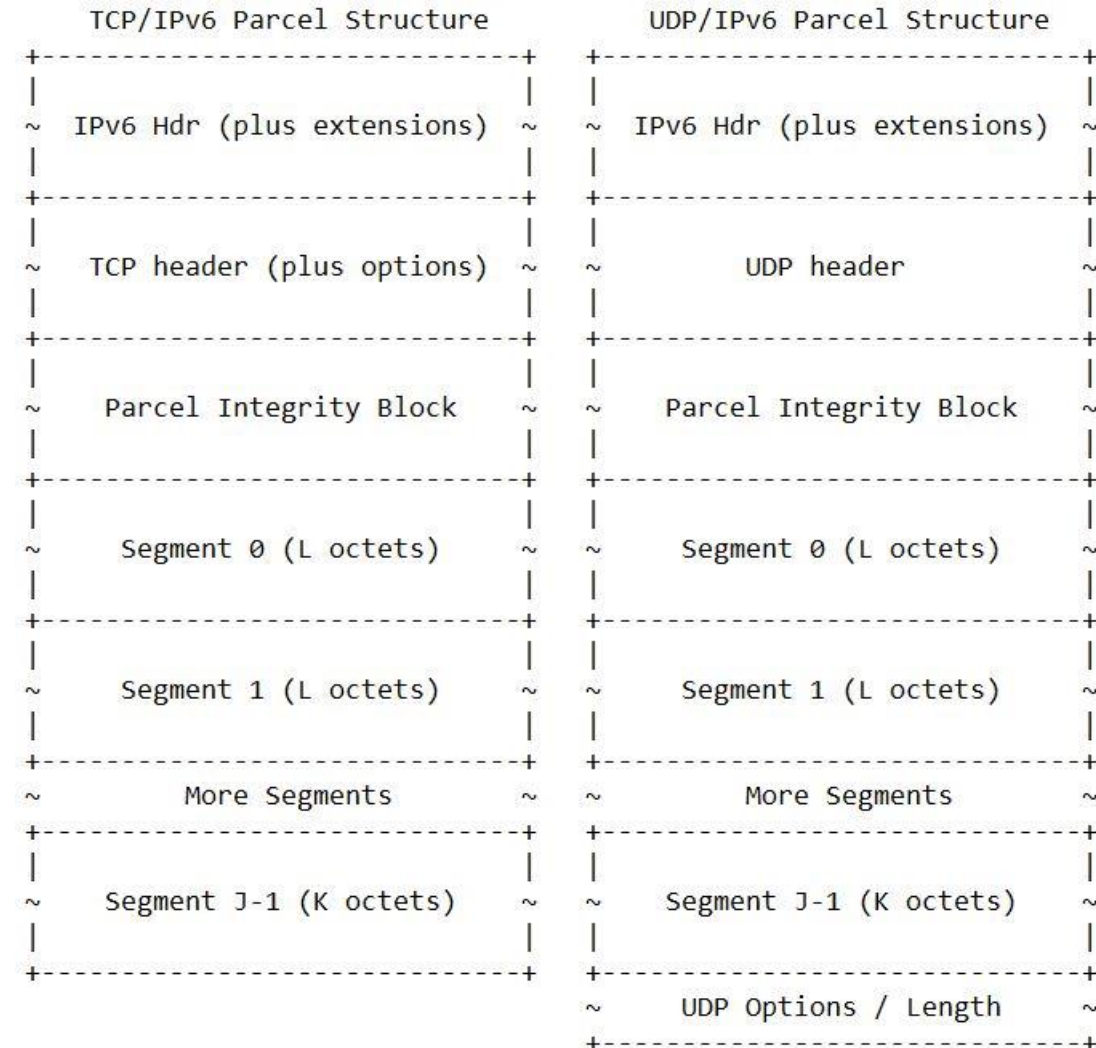 TCP/IPv6 Parcel Structure
IPv6 Hdr (plus extensions)
TCP header (plus options)
Parcel Integrity Block
Segment 0 (L octets)
Segment 1 (L octets)
More Segments
Segment J-1 (K octets)
UDP/IPv6 Parcel Structure
IPv6 Hdr (plus extensions)
UDP header
Parcel Integrity Block
Segment 0 (L octets)
Segment 1 (L octets)
More Segments
Segment J-1 (K octets)
UDP Options / Length